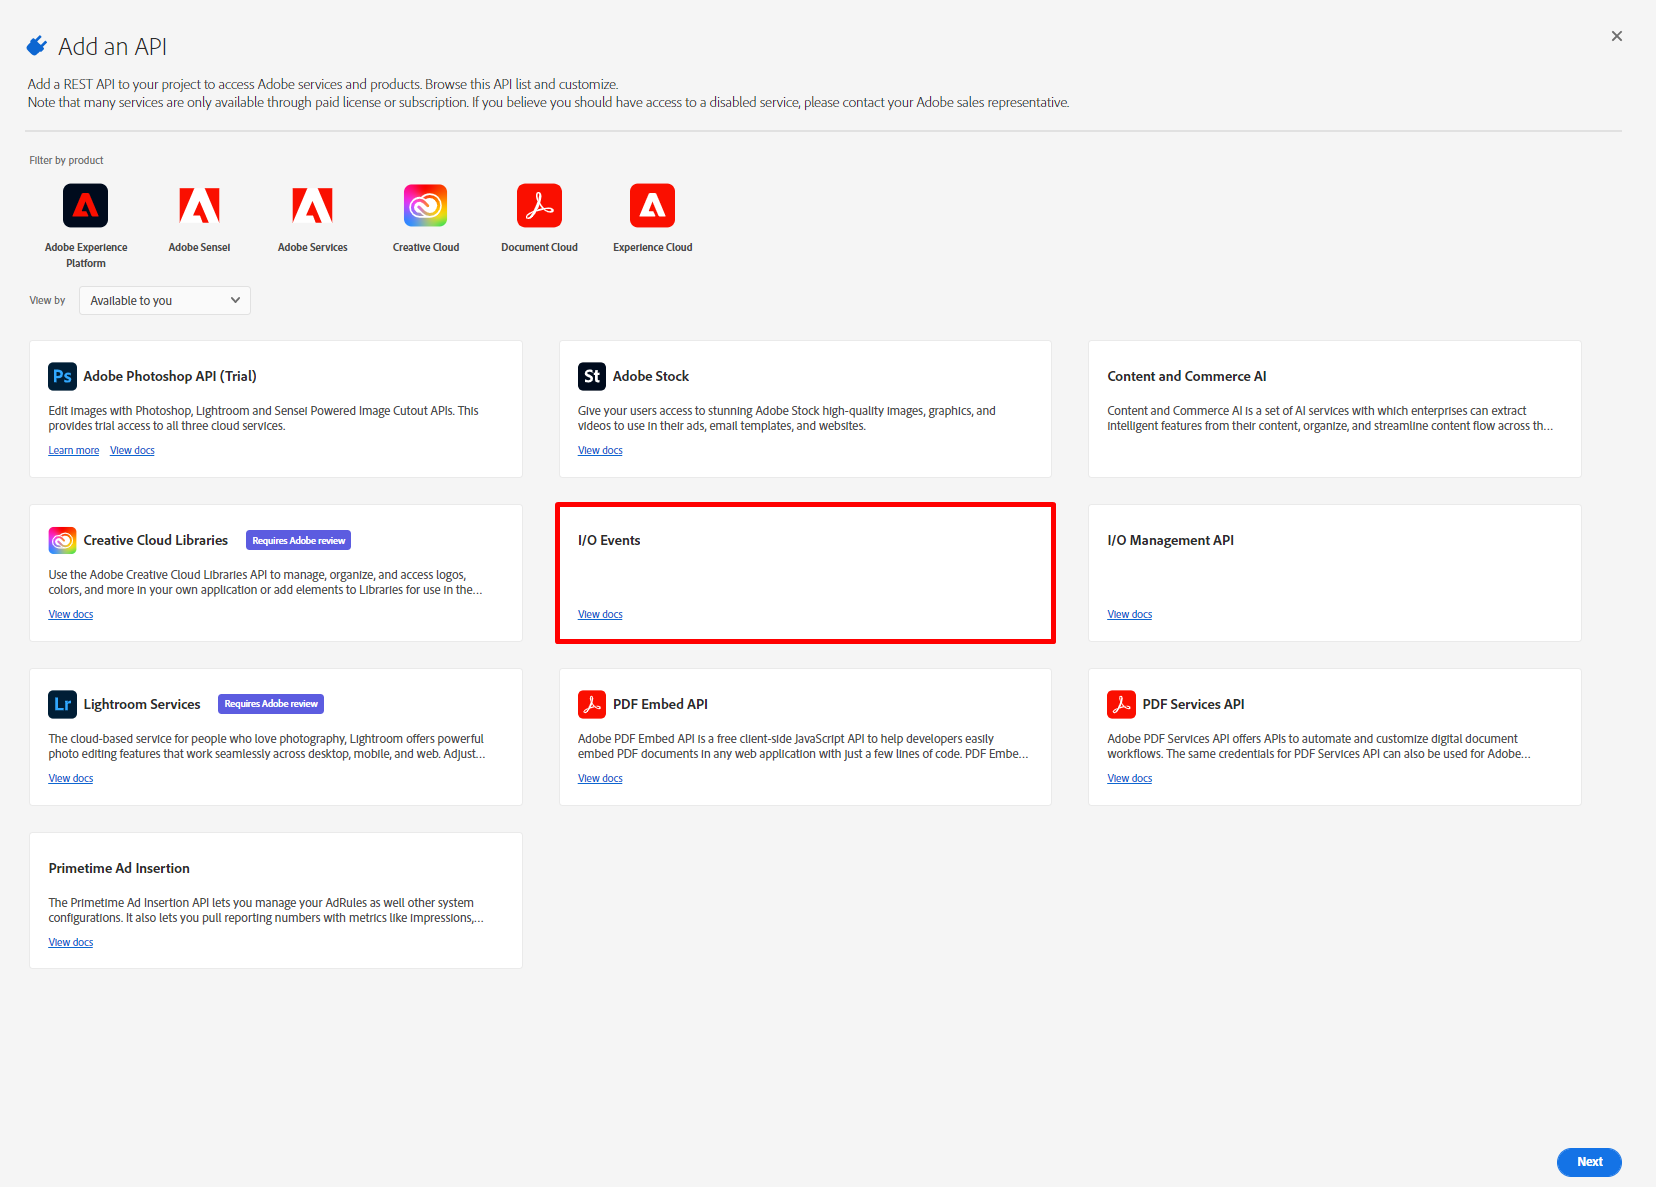 Add an API
Add a REST API to your project to access Adobe services and products. Browse this API list and customize.
Note that many services are only available through paid license or subscription. If you believe you should have access to a disabled service, please contact your Adobe sales representative.
Filter by product
Adobe Experience
Platform
Adobe Sensei
Adobe Services
Creative Cloud
Document Cloud
Experience Cloud
View by
Available to you
Ps Adobe Photoshop API (Trial)
Edit images with Photoshop, Lightroom and Sensei Powered Image Cutout APIs. This
provides trial access to all three cloud services.
Learn more View docs
St Adobe Stock
Give your users access to stunning Adobe Stock high-quality images, graphics, and
videos to use in their ads, email templates, and websites.
View docs
Content and Commerce AI
Content and Commerce AI is a set of AI services with which enterprises can extract
intelligent features from their content, organize, and streamline content flow across th...
Creative Cloud Libraries Requires Adobe review
Use the Adobe Creative Cloud Libraries API to manage, organize, and access logos,
colors, and more in your own application or add elements to Libraries for use in the...
View docs
I/O Events
View docs
I/O Management API
View docs
Lr Lightroom Services Requires Adobe review
The cloud-based service for people who love photography, Lightroom offers powerful
photo editing features that work seamlessly across desktop, mobile, and web. Adjust...
View docs
PDF Embed API
Adobe PDF Embed API is a free client-side JavaScript API to help developers easily
embed PDF documents in any web application with just a few lines of code. PDF Embe...
View docs
PDF Services API
Adobe PDF Services API offers APIs to automate and customize digital document
workflows. The same credentials for PDF Services API can also be used for Adobe...
View docs
Primetime Ad Insertion
The Primetime Ad Insertion API lets you manage your AdRules as well other system
configurations. It also lets you pull reporting numbers with metrics like impressions,...
View docs
Next